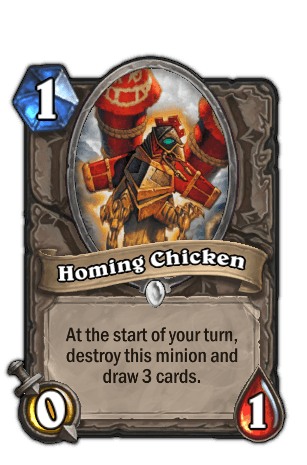 1
Homing Chicken
At the start of your turn,
destroy this minion and
draw 3 cards.
0
1